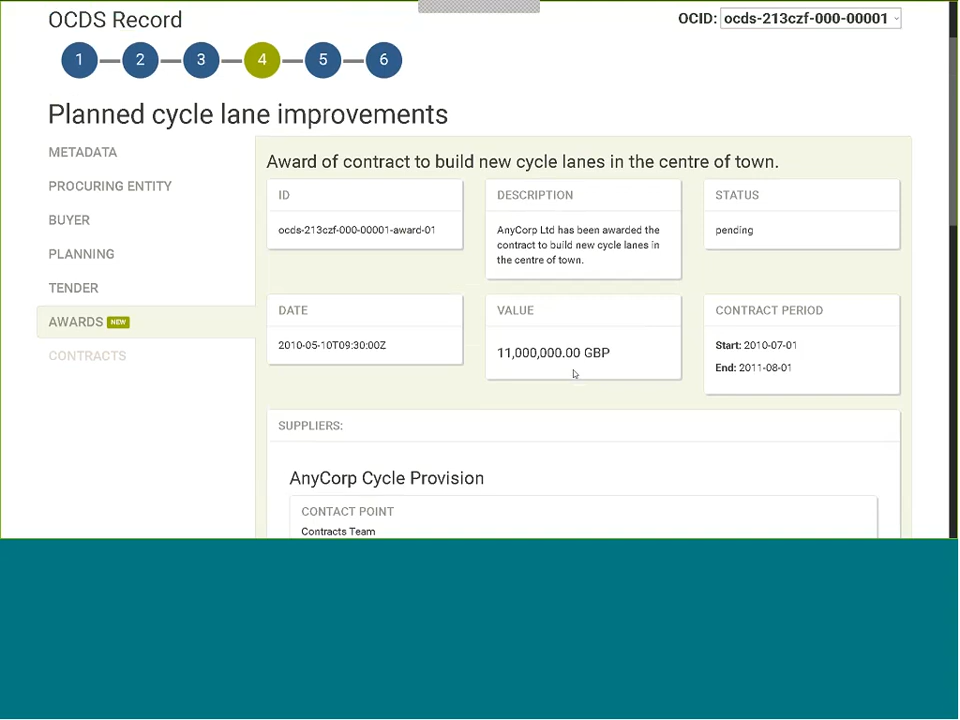 OCDS Record
OCID: ocds-213czf-000-00001
1 2 3 4 5 6
Planned cycle lane improvements
METADATA
PROCURING ENTITY
BUYER
PLANNING
TENDER
AWARDS NEW
CONTRACTS
Award of contract to build new cycle lanes in the centre of town.
ID
ocds-213czf-000-00001-award-01
DESCRIPTION
AnyCorp Ltd has been awarded the
contract to build new cycle lanes in
the centre of town.
STATUS
pending
DATE
2010-05-10T09:30:00Z
VALUE
11,000,000.00 GBP
CONTRACT PERIOD
Start: 2010-07-01
End: 2011-08-01
SUPPLIERS:
AnyCorp Cycle Provision
CONTACT POINT
Contracts Team